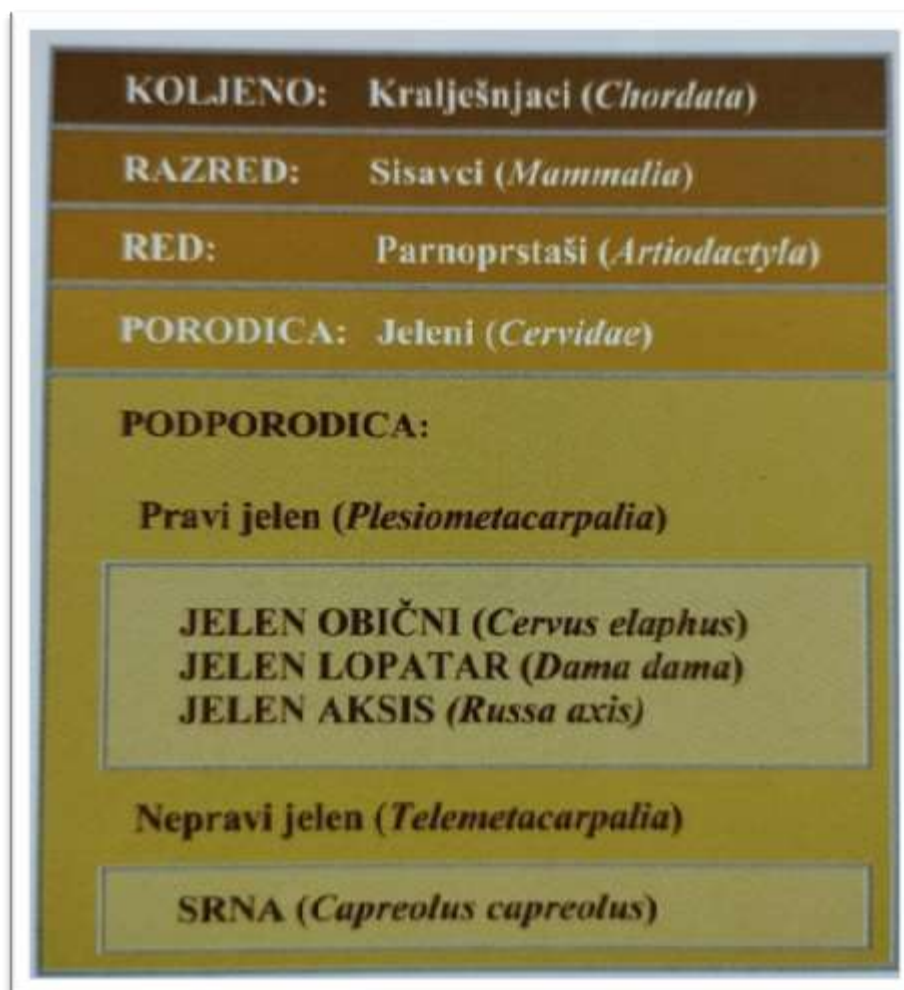 KOLJENO: Kralješnjaci (Chordata)
RAZRED: Sisavci (Mammalia)
RED: Parnoprstaši (Artiodactyla)
PORODICA: Jeleni (Cervidae)
PODPORODICA:
Pravi jelen (Plesiometacarpalia)
JELEN OBIČNI (Cervus elaphus)
JELEN LOPATAR (Dama dama)
JELEN AKSIS (Russa axis)
Nepravi jelen (Telemetacarpalia)
SRNA (Capreolus capreolus)